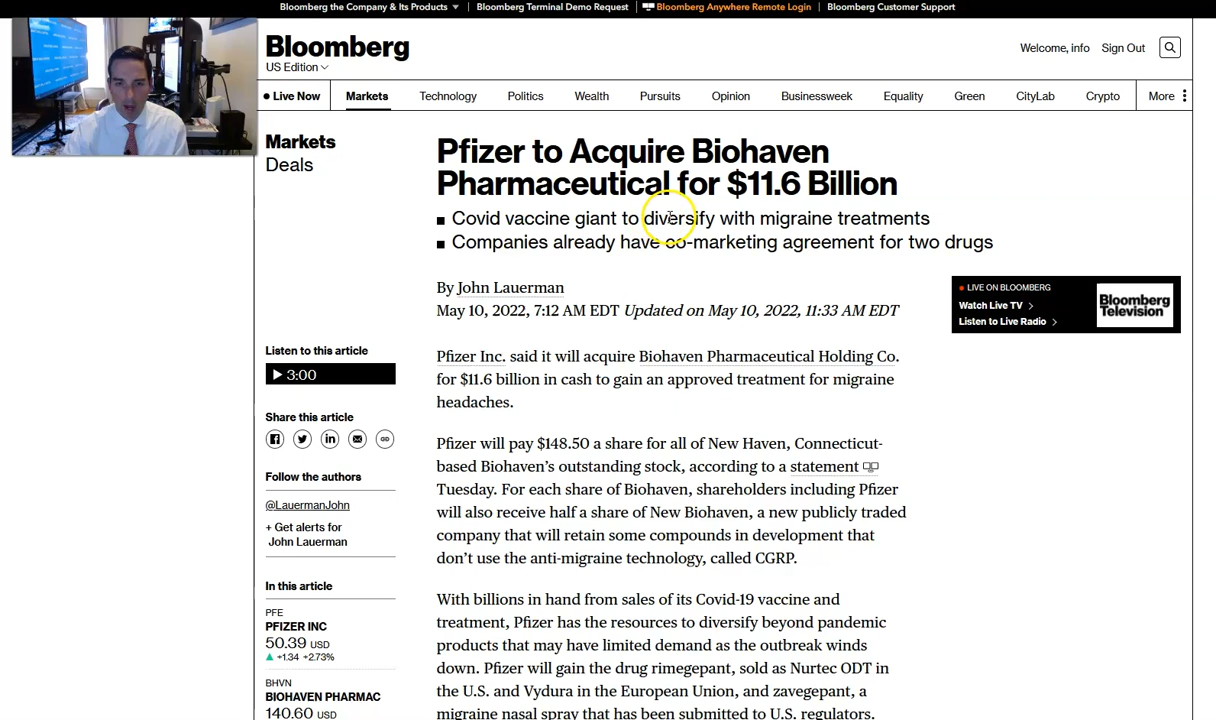 Bloomberg the Company & Its Products ▼ Bloomberg Terminal Demo Request Bloomberg Anywhere Remote Login Bloomberg Customer Support
Bloomberg
US Edition
Welcome, info Sign Out
Live Now Markets Technology Politics Wealth Pursuits Opinion Businessweek Equality Green CityLab Crypto More
Markets
Deals
Pfizer to Acquire Biohaven
Pharmaceutical for $11.6 Billion
■ Covid vaccine giant to diversify with migraine treatments
■ Companies already have co-marketing agreement for two drugs
By John Lauerman
May 10, 2022, 7:12 AM EDT Updated on May 10, 2022, 11:33 AM EDT
LIVE ON BLOOMBERG
Watch Live TV >
Listen to Live Radio >
Bloomberg
Television
Listen to this article
3:00
Share this article
Follow the authors
@LauermanJohn
+ Get alerts for
John Lauerman
In this article
PFE
PFIZER INC
50.39 USD
▲ +1.34 +2.73%
BHVN
BIOHAVEN PHARMAC
140.60 USD
Pfizer Inc. said it will acquire Biohaven Pharmaceutical Holding Co.
for $11.6 billion in cash to gain an approved treatment for migraine
headaches.
Pfizer will pay $148.50 a share for all of New Haven, Connecticut-
based Biohaven’s outstanding stock, according to a statement
Tuesday. For each share of Biohaven, shareholders including Pfizer
will also receive half a share of New Biohaven, a new publicly traded
company that will retain some compounds in development that
don’t use the anti-migraine technology, called CGRP.
With billions in hand from sales of its Covid-19 vaccine and
treatment, Pfizer has the resources to diversify beyond pandemic
products that may have limited demand as the outbreak winds
down. Pfizer will gain the drug rimegepant, sold as Nurtec ODT in
the U.S. and Vydura in the European Union, and zavegepant, a
migraine nasal spray that has been submitted to U.S. regulators.